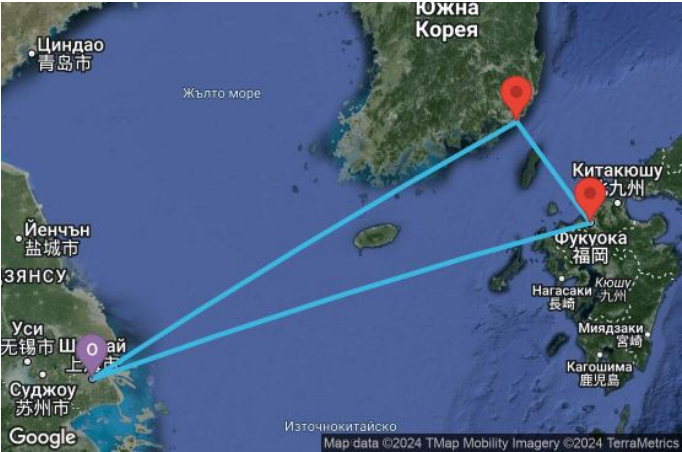 Южна
Корея
Циндао
青岛市
Жълто море
Китакюшу
九州
Йенчън
盐城市
Фукуока
福岡
ДЗЯНСУ
Нагасаки
長崎
Кюшу
九州
Уси
无锡市
Миядзаки
宮崎
O
Суджоу
苏州市
Кагошима
鹿児島
Източнокитайско
Google
Map data ©2024 TMap Mobility Imagery ©2024 TerraMetrics